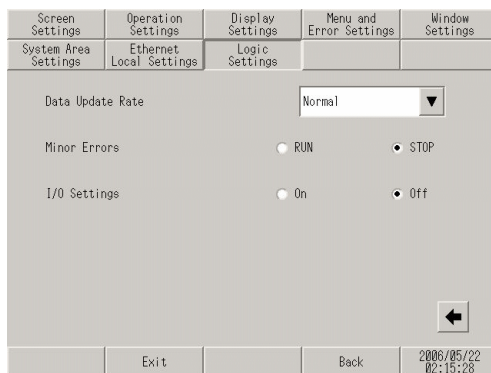 Screen Settings
Operation Settings
Display Settings
Menu and Error Settings
Window Settings
System Area Settings
Ethernet Local Settings
Logic Settings
Data Update Rate
Normal
Minor Errors
RUN
STOP
I/O Settings
On
Off
Exit
Back
2006/05/22
02:15:28